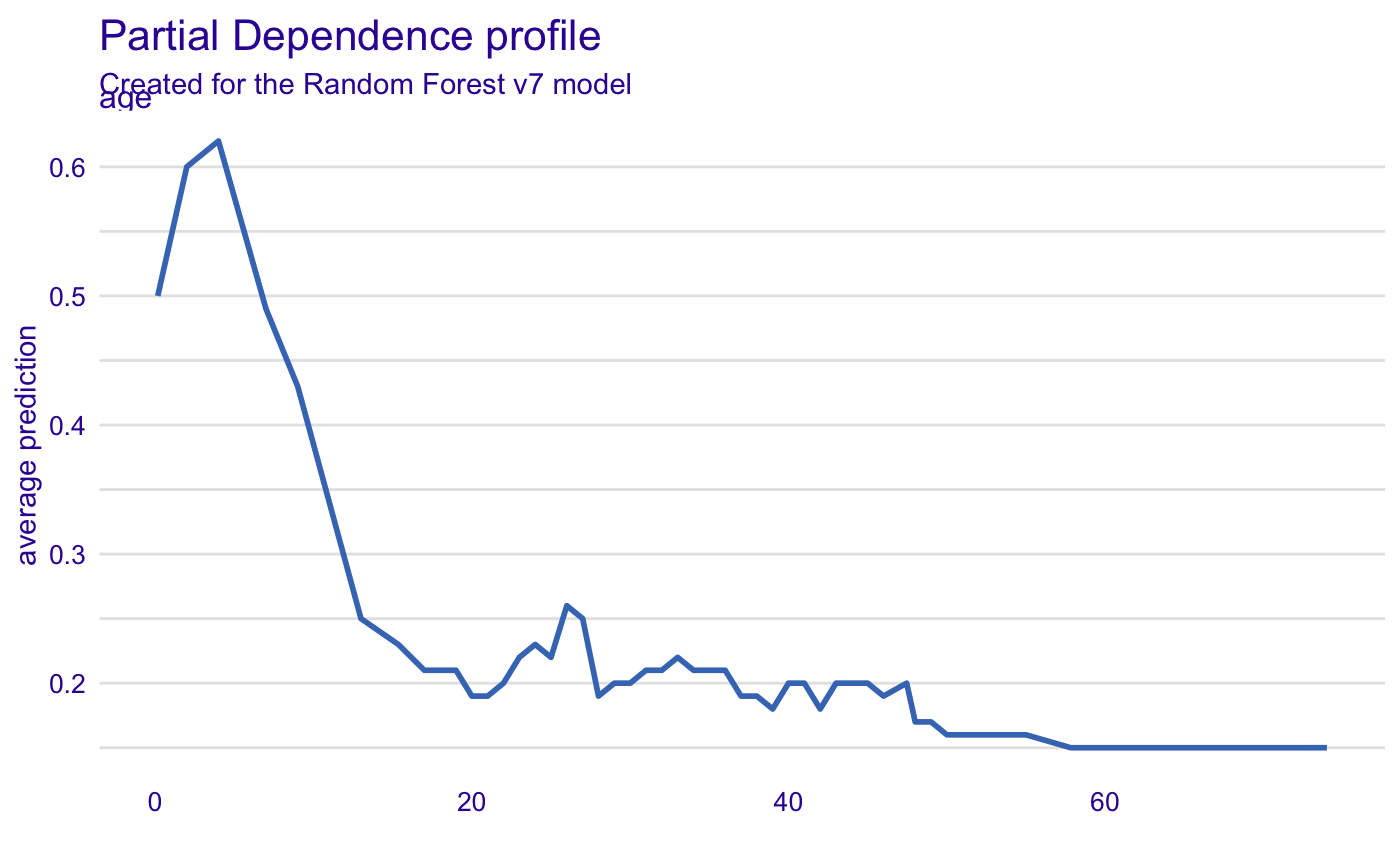 Partial Dependence profile
Created for the Random Forest v7 model
age
0.6
0.5
0.4
0.3
0.2
average prediction
0 20 40 60